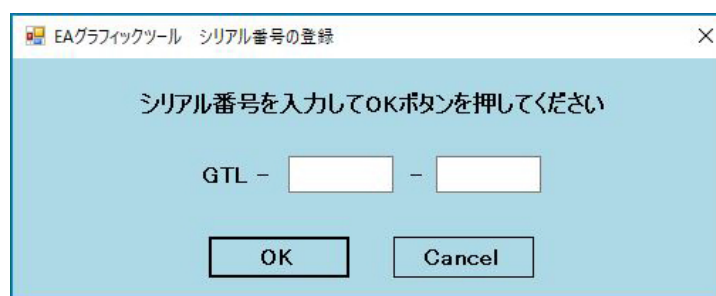 EAグラフィックツール　シリアル番号の登録
シリアル番号を入力してOKボタンを押してください
GTL - -
OK Cancel